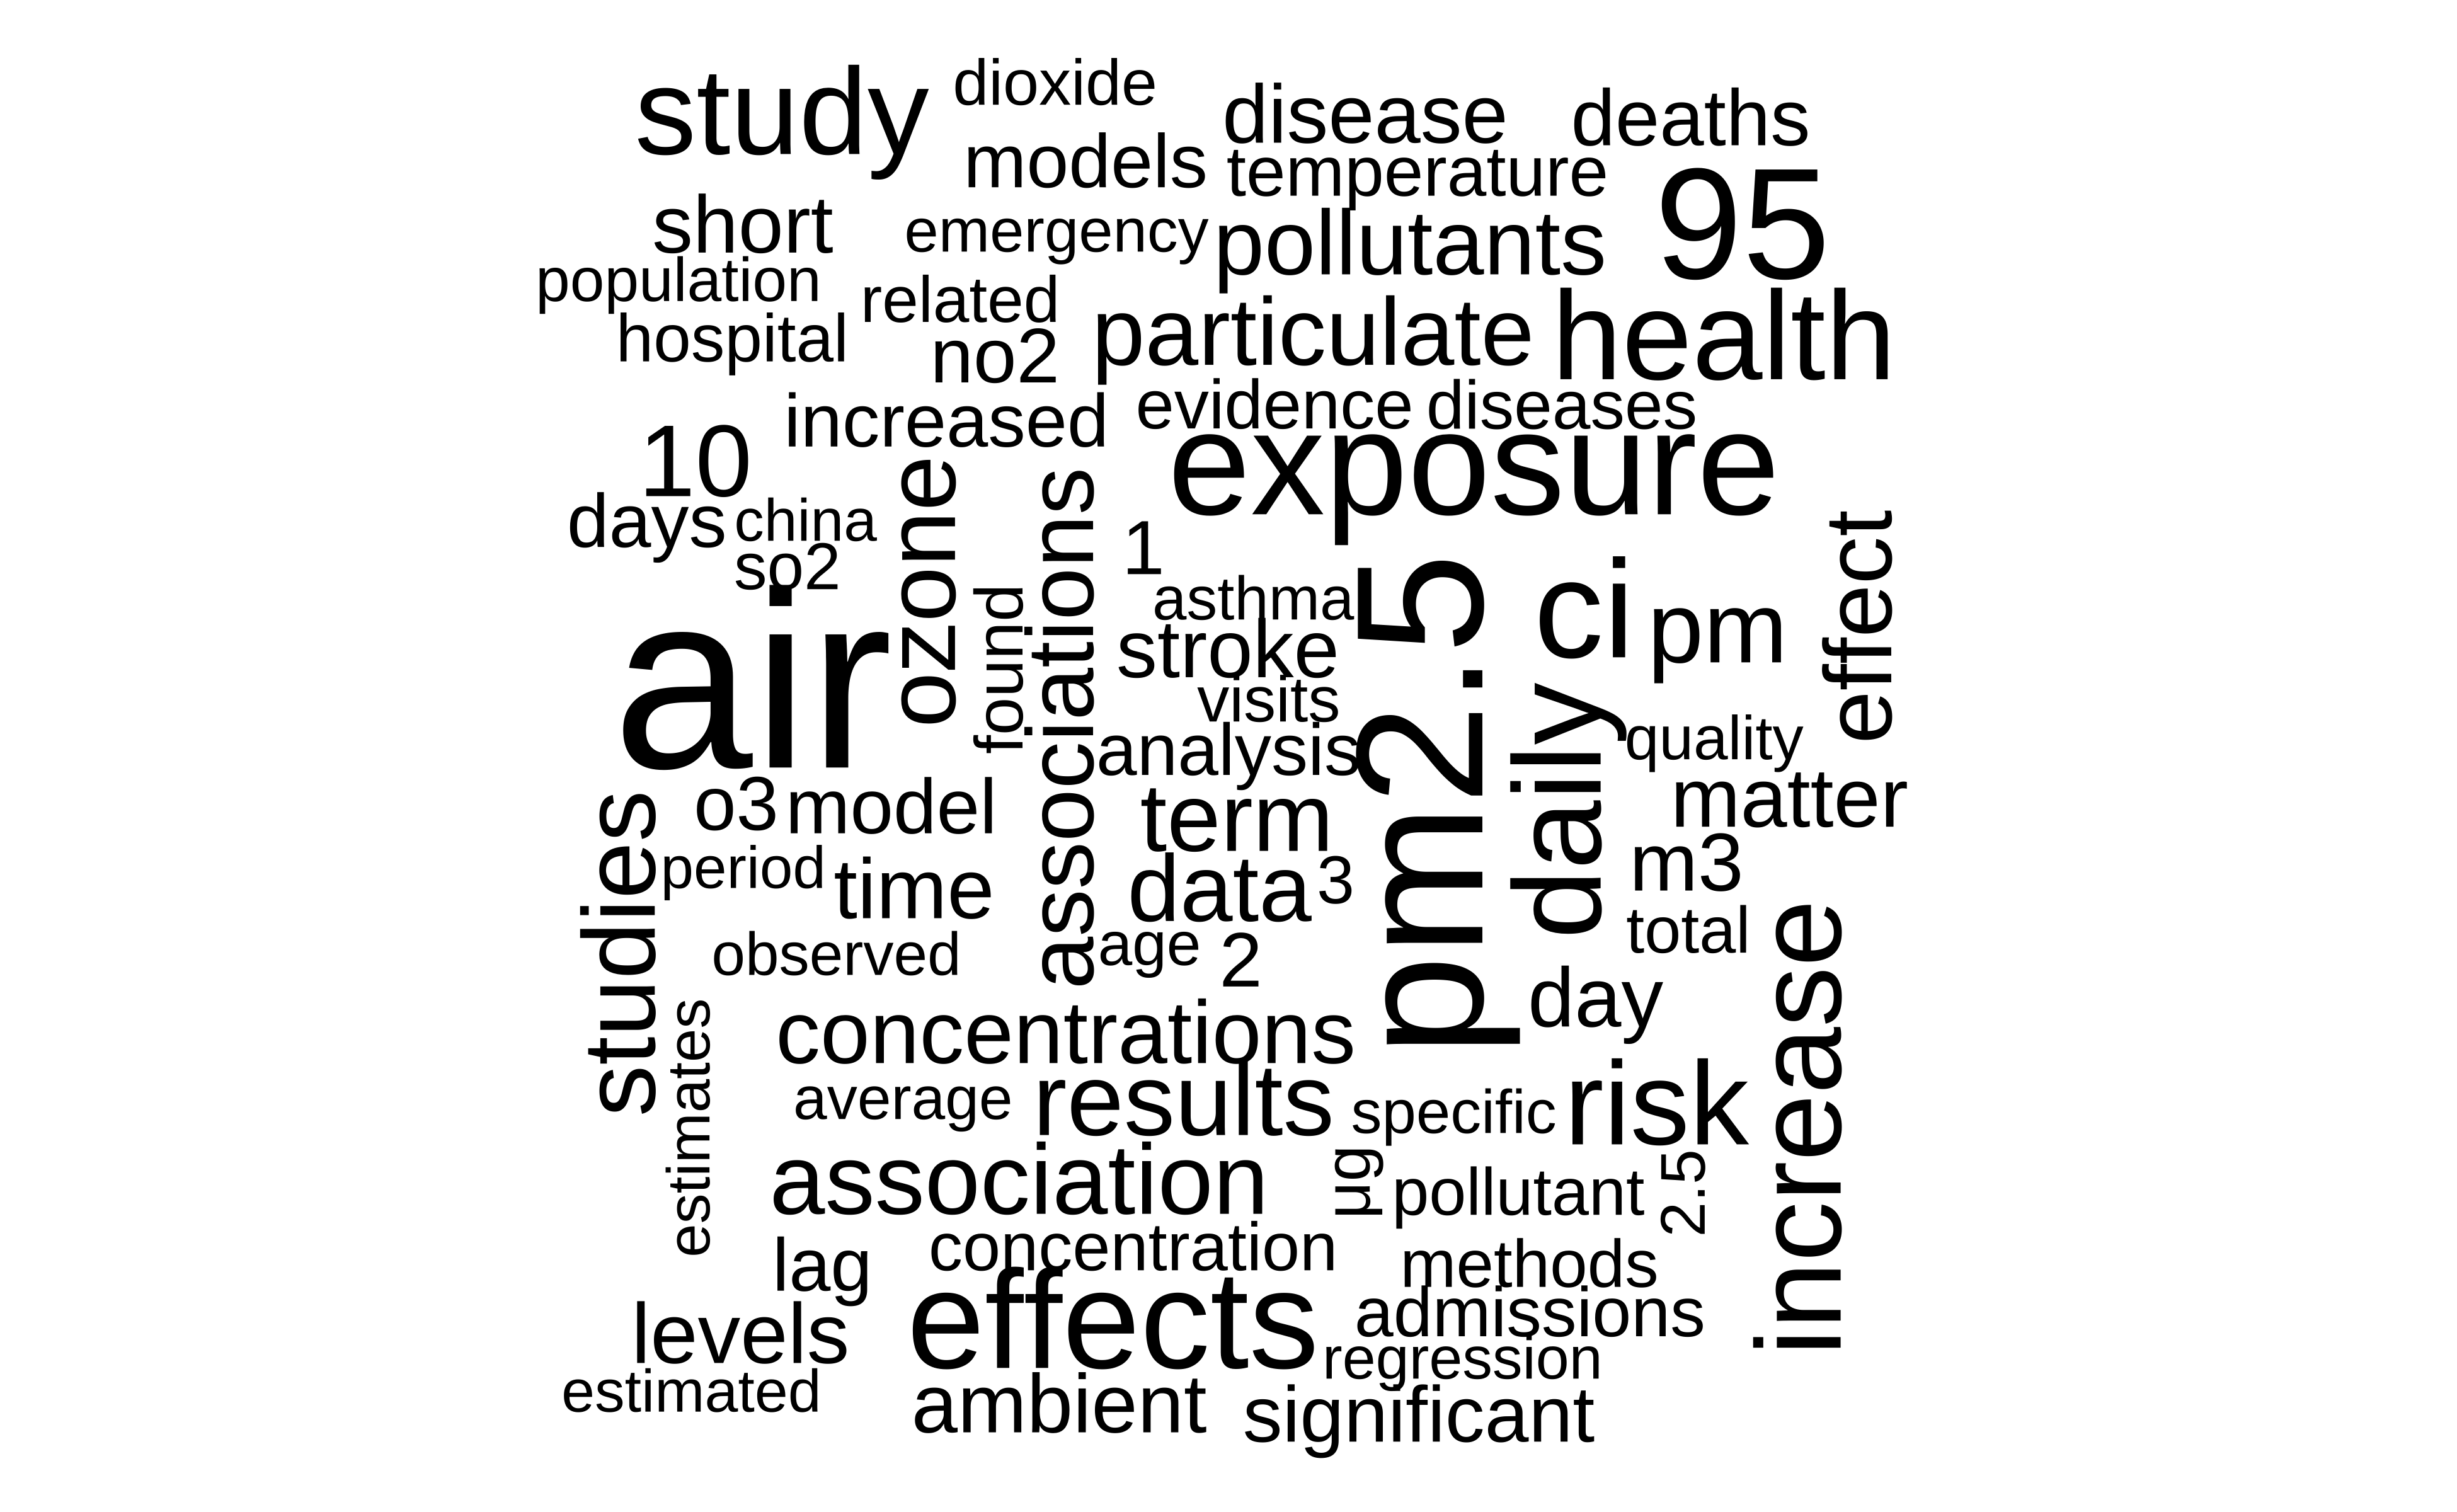 study
dioxide
disease
deaths
models
temperature
95
short
emergency
pollutants
population
related
hospital
no2
particulate
health
increased
evidence
diseases
10
exposure
days
china
ozone
associations
1
effect
so2
asthma
pm2.5
ci
pm
air
found
stroke
visits
daily
quality
analysis
matter
studies
o3
model
term
m3
period
time
data
3
total
observed
age
2
increase
day
estimates
concentrations
average
results
specific
risk
association
µg
pollutant
2.5
lag
concentration
methods
effects
admissions
levels
regression
estimated
ambient
significant